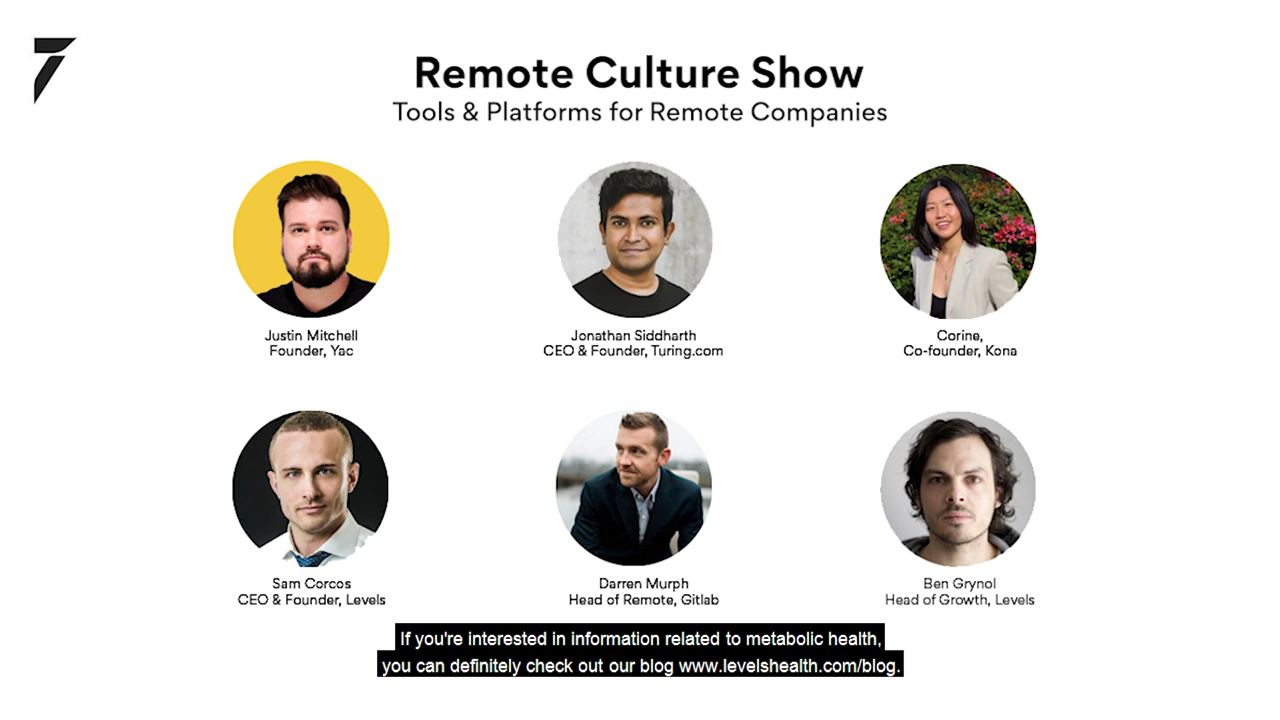 Remote Culture Show
Tools & Platforms for Remote Companies
Justin Mitchell
Founder, Yac
Jonathan Siddharth
CEO & Founder, Turing.com
Corine,
Co-founder, Kona
Sam Corcos
CEO & Founder, Levels
Darren Murph
Head of Remote, Gitlab
Ben Grynol
Head of Growth, Levels
If you're interested in information related to metabolic health,
you can definitely check out our blog www.levelshealth.com/blog.